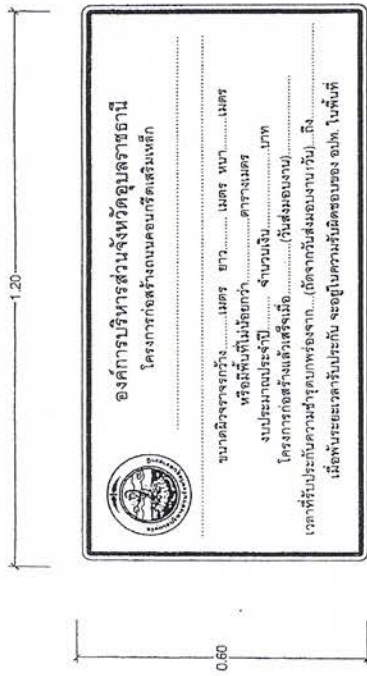 1.20
0.60
องค์การบริหารส่วนจังหวัดอุบลราชธานี
โครงการก่อสร้างถนนคอนกรีตเสริมเหล็ก
..........................................................................
..........................................................................
ขนาดผิวจราจรกว้าง..........เมตร ยาว.......... เมตร หนา..........เมตร
หรือมีพื้นที่ไม่น้อยกว่า....................ตารางเมตร
งบประมาณประจำปี........ จำนวนเงิน....................บาท
โครงการก่อสร้างแล้วเสร็จเมื่อ....................(วันส่งมอบงาน)
เวลาที่รับประกันความชำรุดบกพร่องจาก....(ถัดจากวันส่งมอบงาน1วัน)....ถึง..........
เมื่อพ้นระยะเวลารับประกัน จะอยู่ในความรับผิดชอบของ อปท. ในพื้นที่